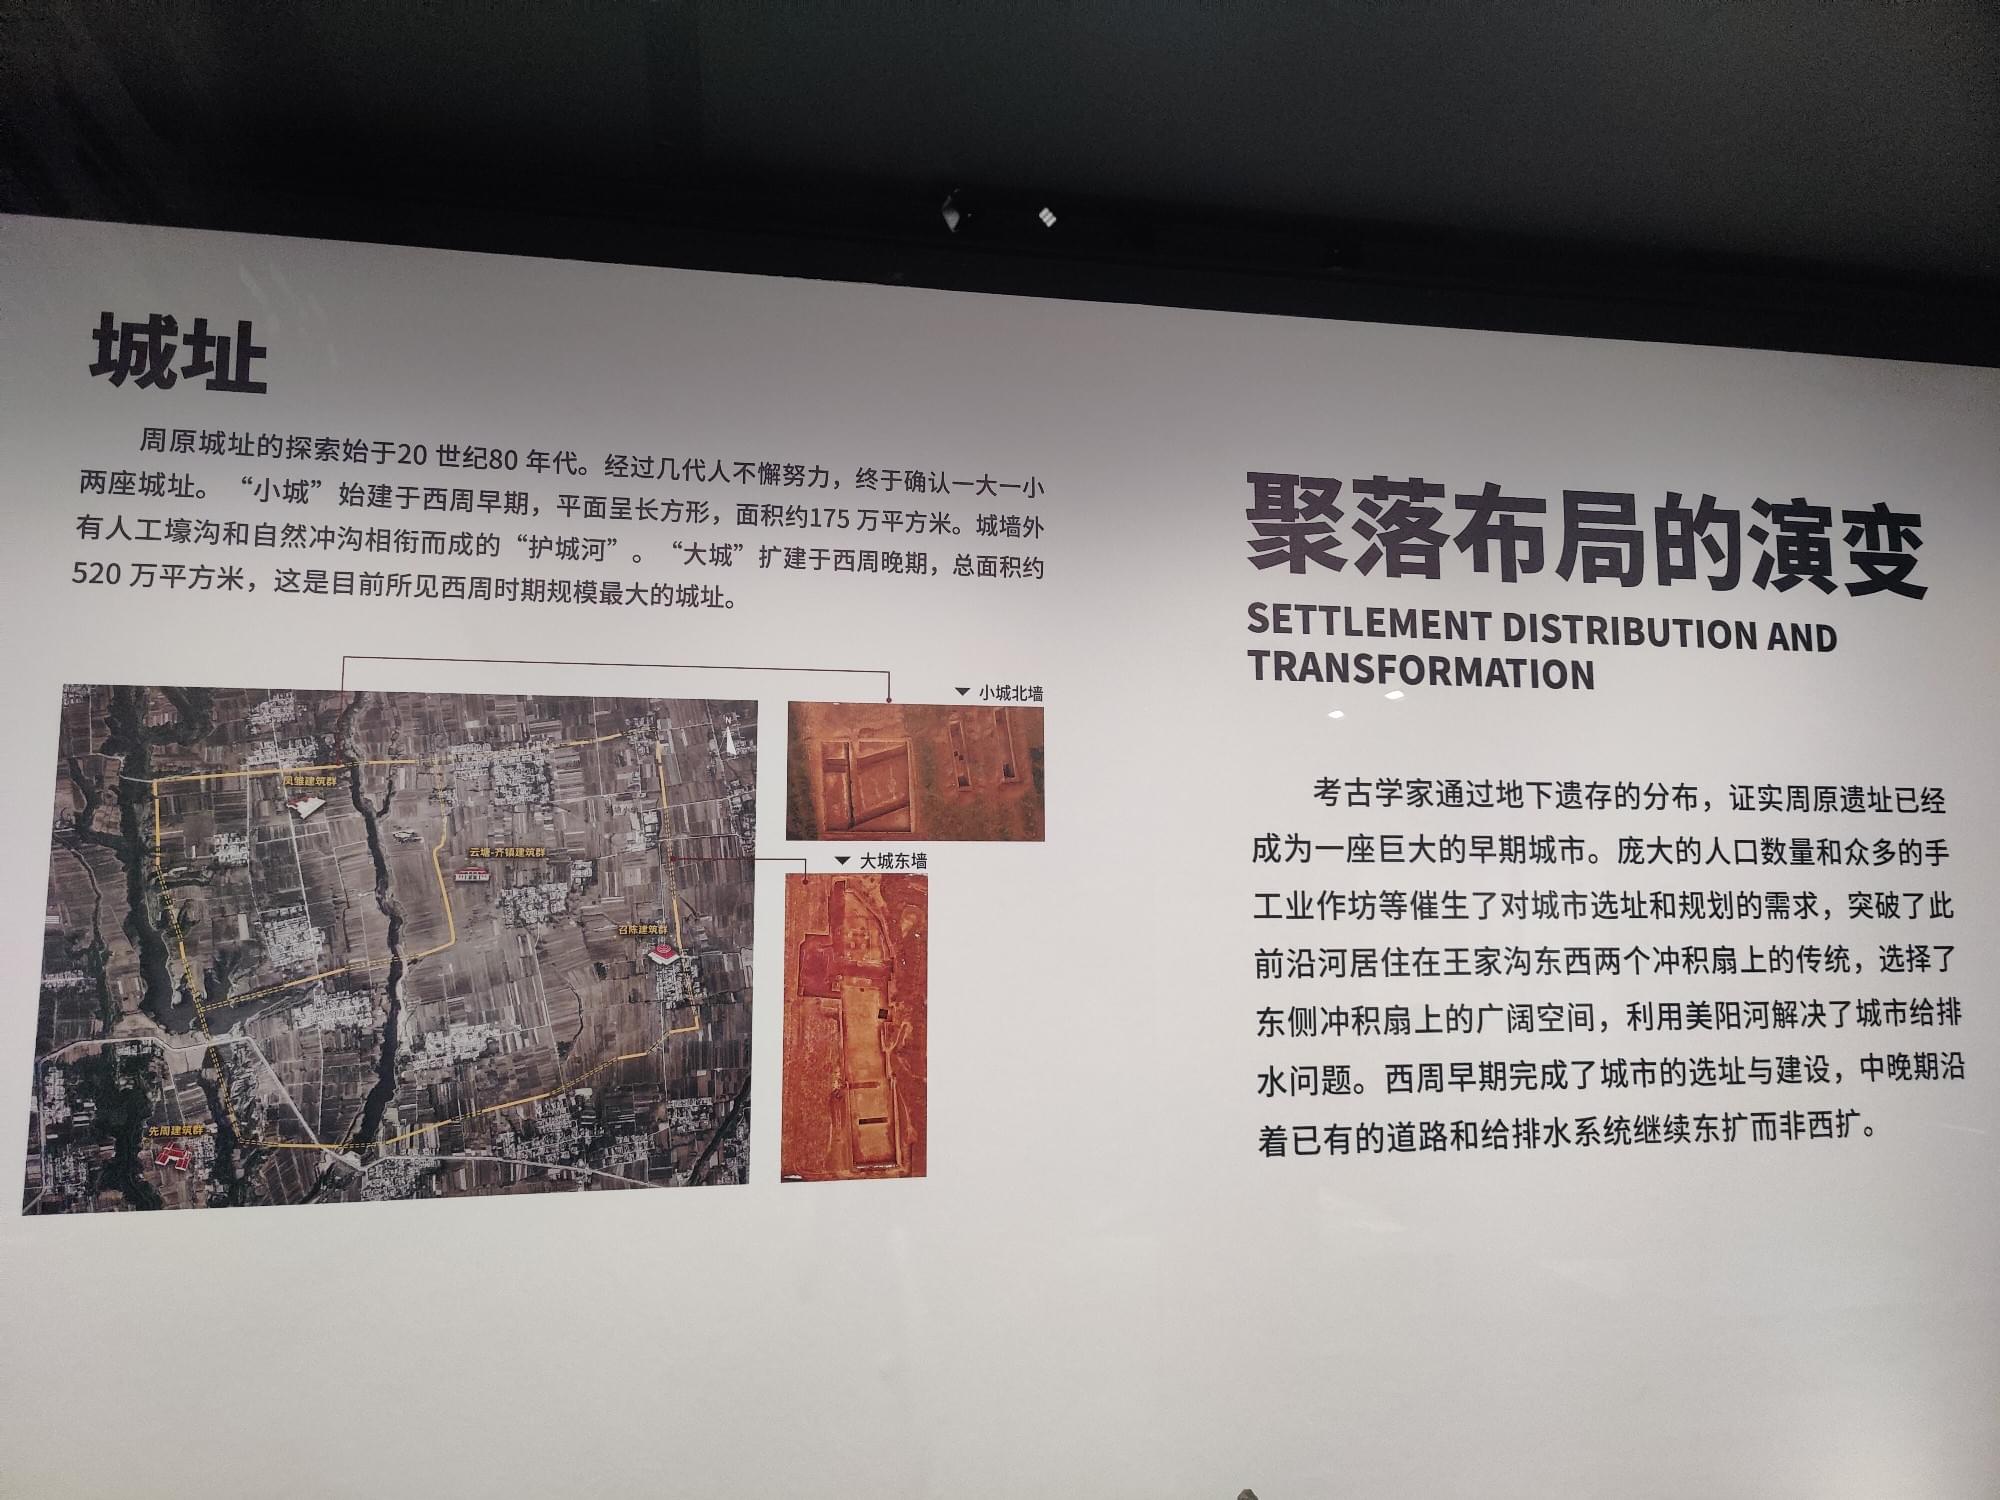 城址
周原城址的探索始于20 世纪80 年代。经过几代人不懈努力，终于确认一大一小
两座城址。“小城”始建于西周早期，平面呈长方形，面积约175 万平方米。城墙外
有人工壕沟和自然冲沟相衔而成的“护城河”。“大城”扩建于西周晚期，总面积约
520 万平方米，这是目前所见西周时期规模最大的城址。
小城北墙
大城东墙
N
凤雏建筑群
云塘-齐镇建筑群
召陈建筑群
先周建筑群
聚落布局的演变
SETTLEMENT DISTRIBUTION AND
TRANSFORMATION
考古学家通过地下遗存的分布，证实周原遗址已经
成为一座巨大的早期城市。庞大的人口数量和众多的手
工业作坊等催生了对城市选址和规划的需求，突破了此
前沿河居住在王家沟东西两个冲积扇上的传统，选择了
东侧冲积扇上的广阔空间，利用美阳河解决了城市给排
水问题。西周早期完成了城市的选址与建设，中晚期沿
着已有的道路和给排水系统继续东扩而非西扩。